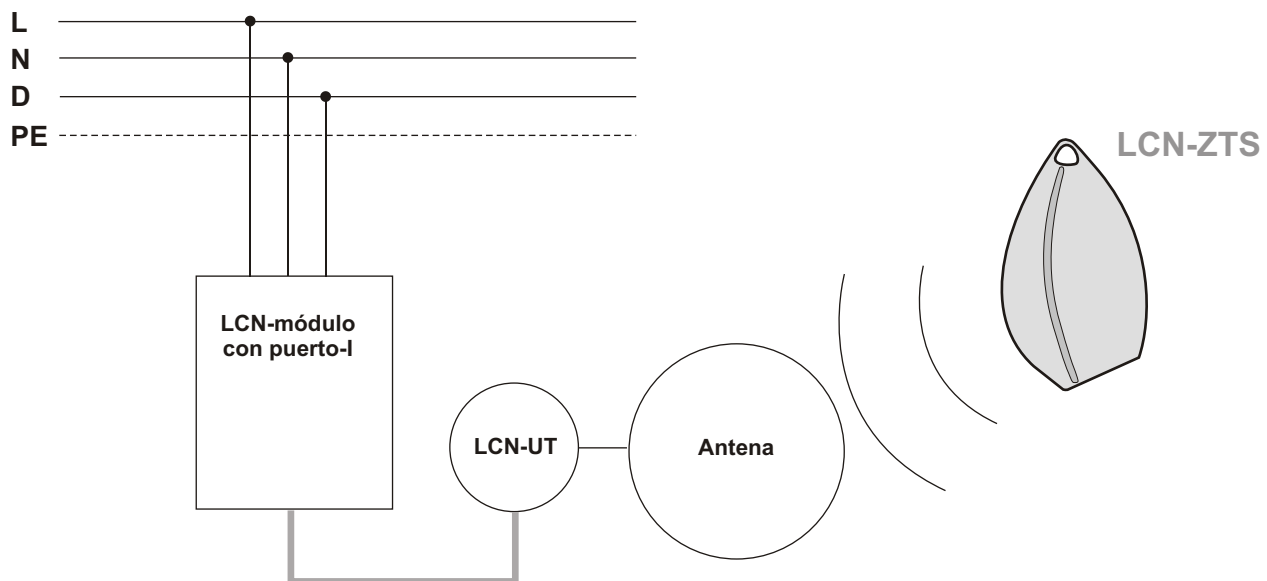 L
N
D
PE
LCN-ZTS
LCN-módulo
con puerto-I
LCN-UT
Antena